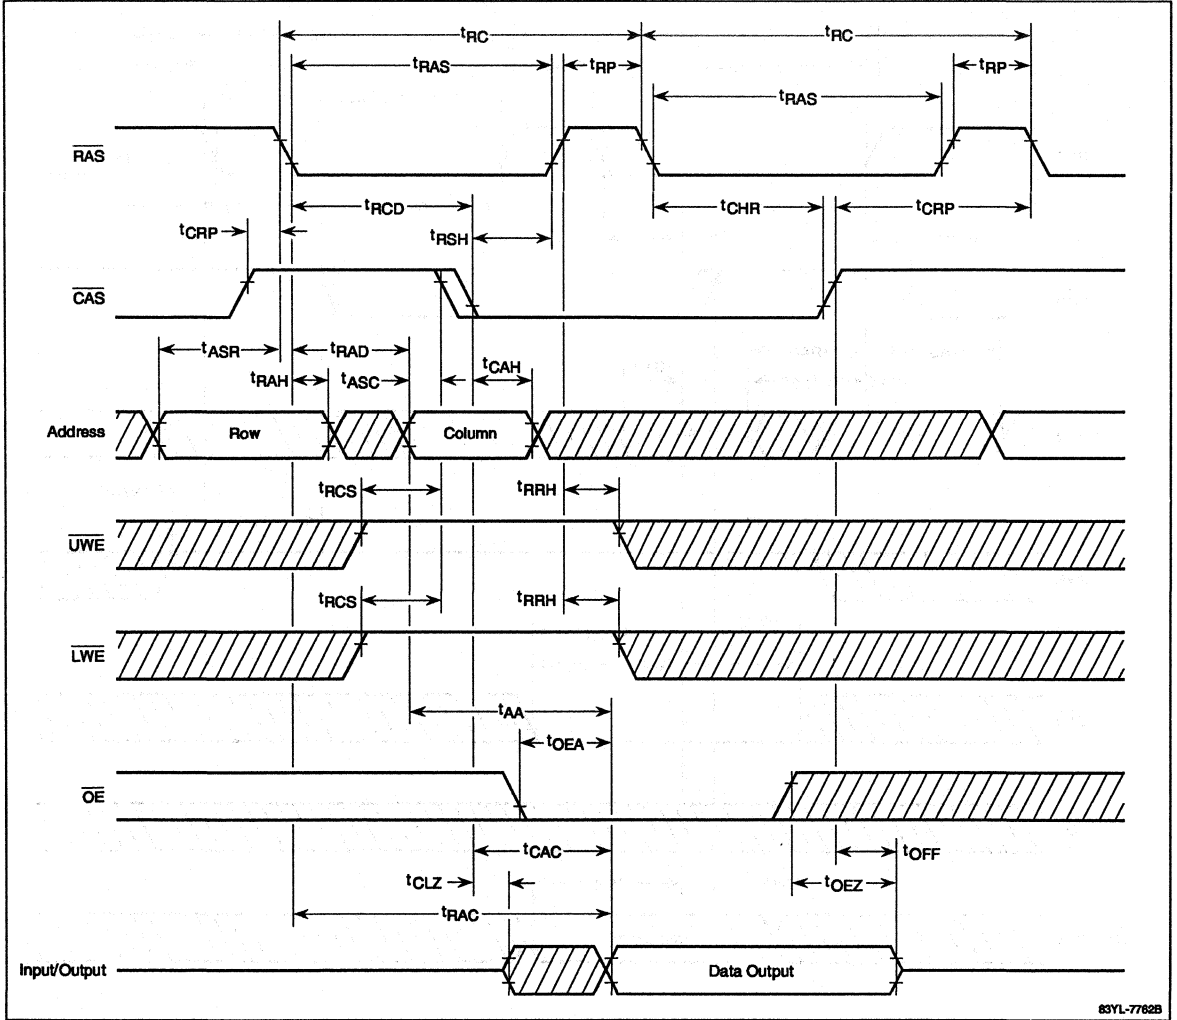 tRC tRC
tRAS tRP tRP
tRAS
RAS
tRCD tCHR tCRP
tCRP tRSH
CAS
tASR tRAD tCAH
tRAH tASC
Address Row Column
tRCS tRRH
UWE
tRCS tRRH
LWE
tAA
tOEA
OE
tCAC tOFF
tCLZ tOEZ
tRAC
Input/Output Data Output
83YL-7762B